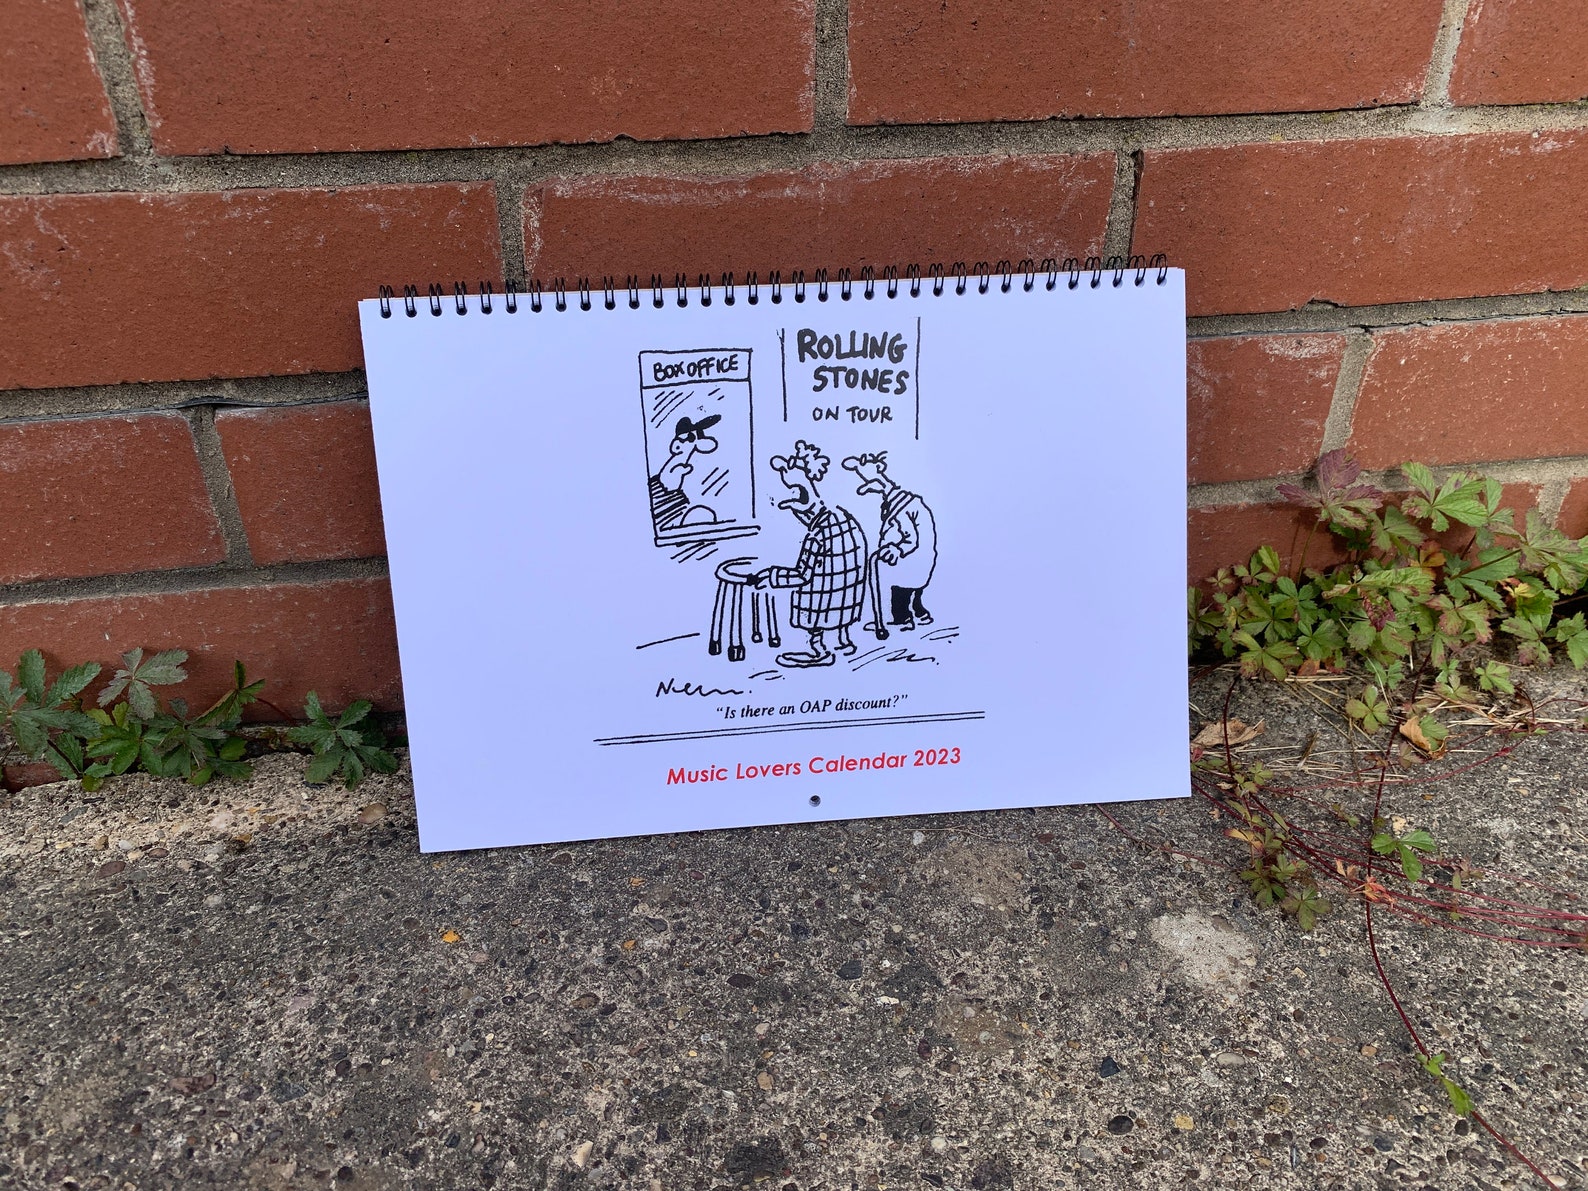 BOX OFFICE
ROLLING
STONES
ON TOUR
"Is there an OAP discount?"
Music Lovers Calendar 2023